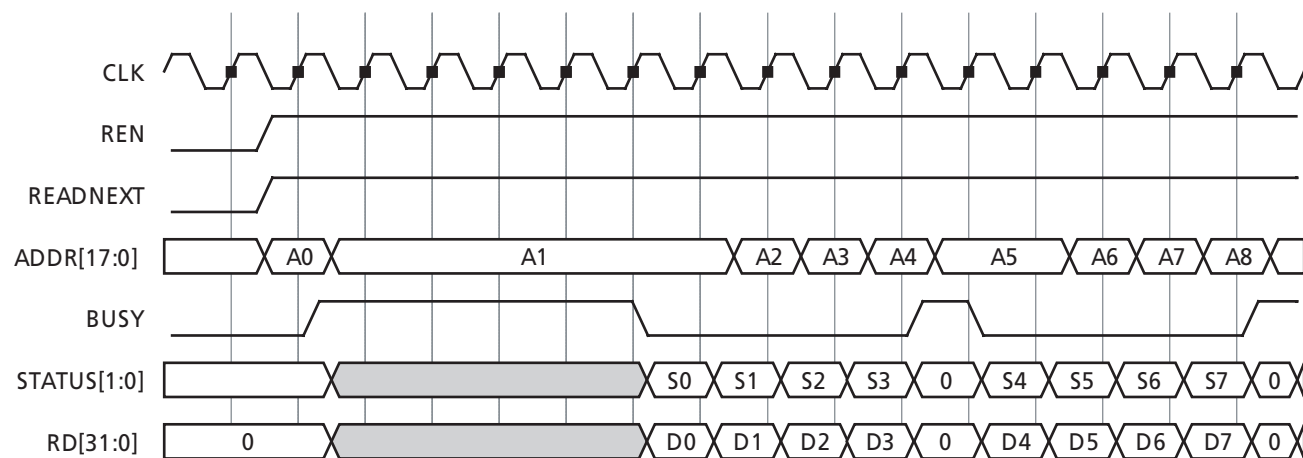 CLK
REN
READNEXT
ADDR[17:0] A0 A1 A2 A3 A4 A5 A6 A7 A8
BUSY
STATUS[1:0] S0 S1 S2 S3 0 S4 S5 S6 S7 0
RD[31:0] 0 D0 D1 D2 D3 0 D4 D5 D6 D7 0